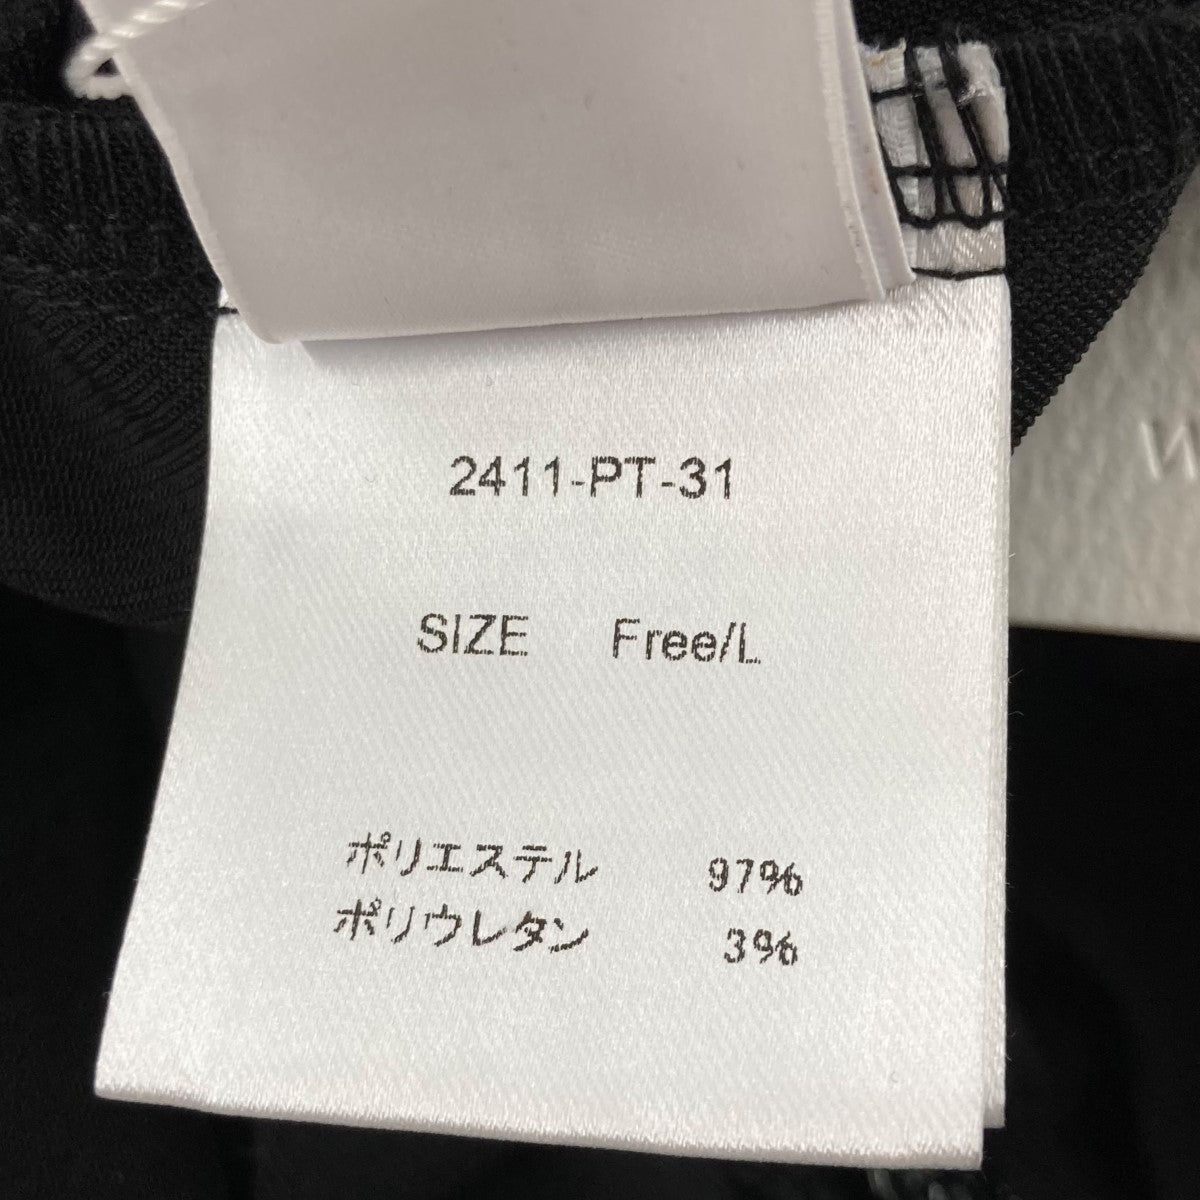 2411-PT-31
SIZE Free/L
ポリエステル 97%
ポリウレタン 3%